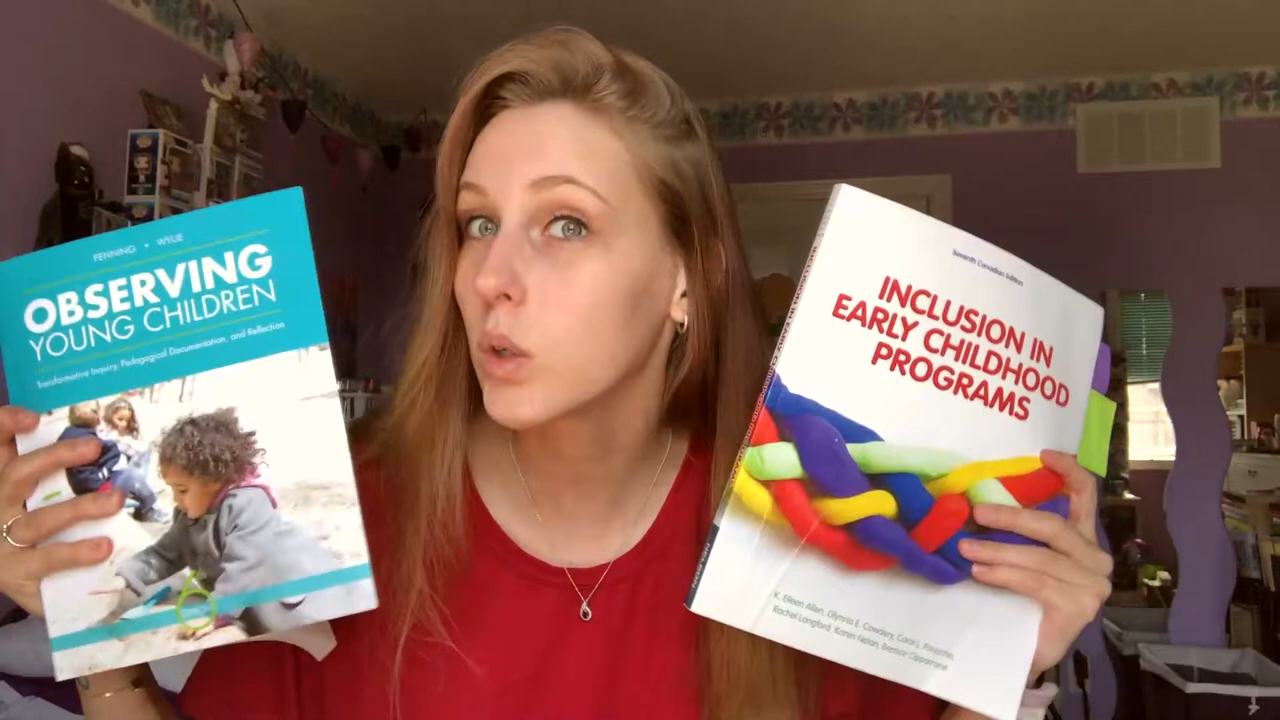 FENNING • WYLIE
OBSERVING
YOUNG CHILDREN
Transformative Inquiry, Pedagogical Documentation, and Reflection
Seventh Canadian Edition
INCLUSION IN
EARLY CHILDHOOD
PROGRAMS
K. Eileen Allen, Glynnis E. Cowdery, Carol L. Paasche,
Rachel Langford, Karen Nolan, Bernice Cipparrone
NELSON